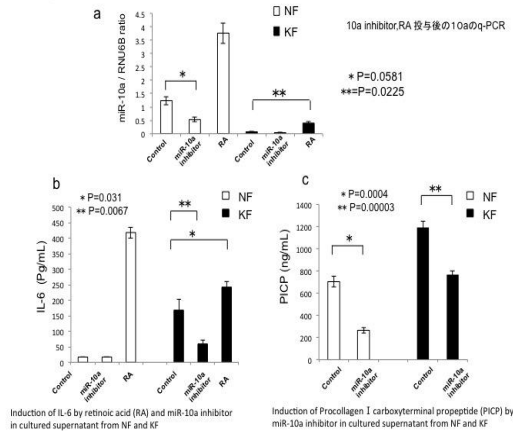 a
NF
KF
10a inhibitor,RA 投与後の10aのq-PCR
* P=0.0581
**=P=0.0225
miR-10a / RNU6B ratio
4.5
4
3.5
3
2.5
2
1.5
1
0.5
0
*
**
Control
miR-10a inhibitor
RA
Control
miR-10a inhibitor
RA
b
* P=0.031
** P=0.0067
NF
KF
IL-6 (Pg/mL)
500
450
400
350
300
250
200
150
100
50
0
**
*
Control
miR-10a inhibitor
RA
Control
miR-10a inhibitor
RA
Induction of IL-6 by retinoic acid (RA) and miR-10a inhibitor
in cultured supernatant from NF and KF
c
* P=0.0004
** P=0.00003
NF
KF
PICP (ng/mL)
1400
1200
1000
800
600
400
200
0
*
**
Control
miR-10a inhibitor
Control
miR-10a inhibitor
Induction of Procollagen I carboxyterminal propeptide (PICP) by
miR-10a inhibitor in cultured supernatant from NF and KF